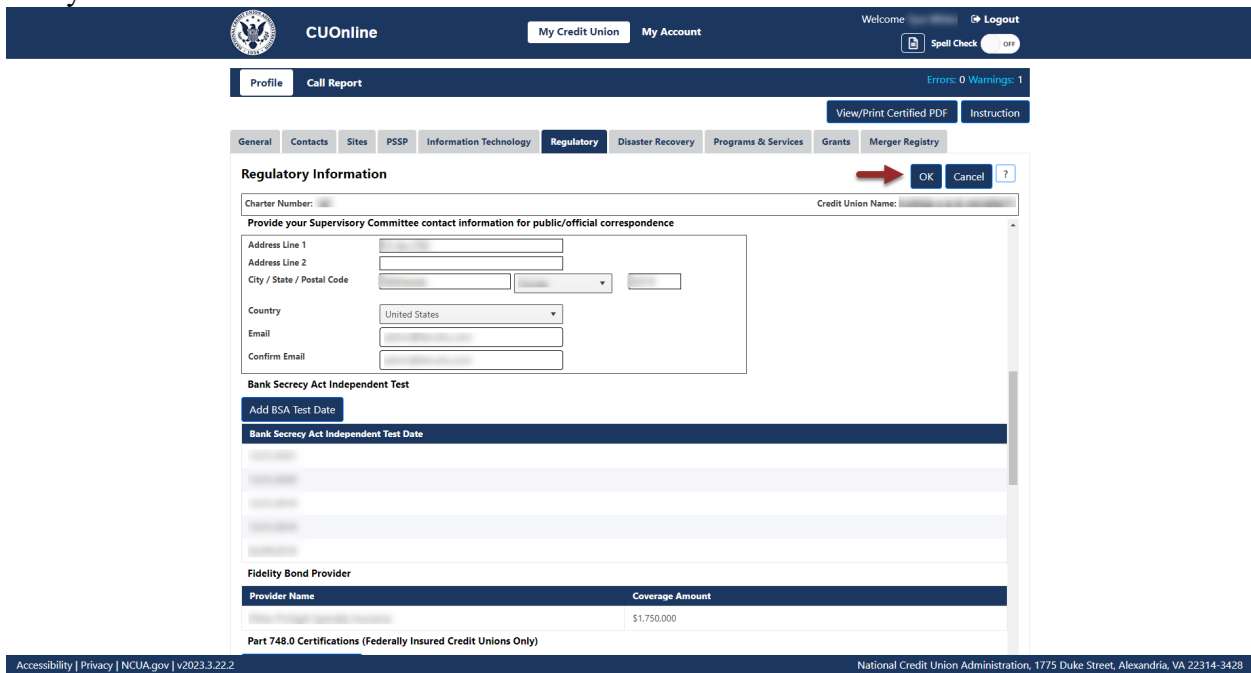 CUOnline
My Credit Union My Account
Welcome
Logout
Spell Check OFF
Profile Call Report
Errors: 0 Warnings: 1
View/Print Certified PDF Instruction
General Contacts Sites PSSP Information Technology Regulatory Disaster Recovery Programs & Services Grants Merger Registry
Regulatory Information
OK Cancel ?
Charter Number:
Credit Union Name:
Provide your Supervisory Committee contact information for public/official correspondence
Address Line 1
Address Line 2
City / State / Postal Code
Country United States
Email
Confirm Email
Bank Secrecy Act Independent Test
Add BSA Test Date
Bank Secrecy Act Independent Test Date
Fidelity Bond Provider
Provider Name Coverage Amount
$1,750,000
Part 748.0 Certifications (Federally Insured Credit Unions Only)
Accessibility | Privacy | NCUA.gov | v2023.3.22.2
National Credit Union Administration, 1775 Duke Street, Alexandria, VA 22314-3428